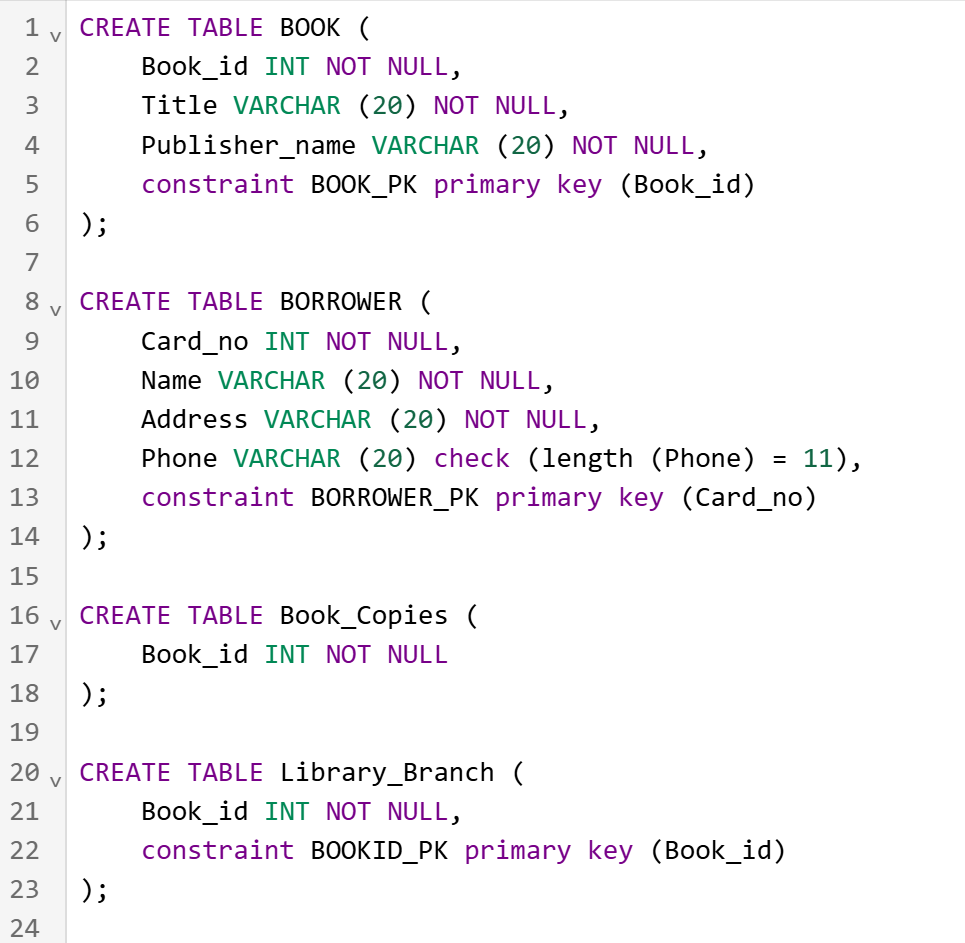 1 CREATE TABLE BOOK (
2 Book_id INT NOT NULL,
3 Title VARCHAR (20) NOT NULL,
4 Publisher_name VARCHAR (20) NOT NULL,
5 constraint BOOK_PK primary key (Book_id)
6 );
7
8 CREATE TABLE BORROWER (
9 Card_no INT NOT NULL,
10 Name VARCHAR (20) NOT NULL,
11 Address VARCHAR (20) NOT NULL,
12 Phone VARCHAR (20) check (length (Phone) = 11),
13 constraint BORROWER_PK primary key (Card_no)
14 );
15
16 CREATE TABLE Book_Copies (
17 Book_id INT NOT NULL
18 );
19
20 CREATE TABLE Library_Branch (
21 Book_id INT NOT NULL,
22 constraint BOOKID_PK primary key (Book_id)
23 );
24